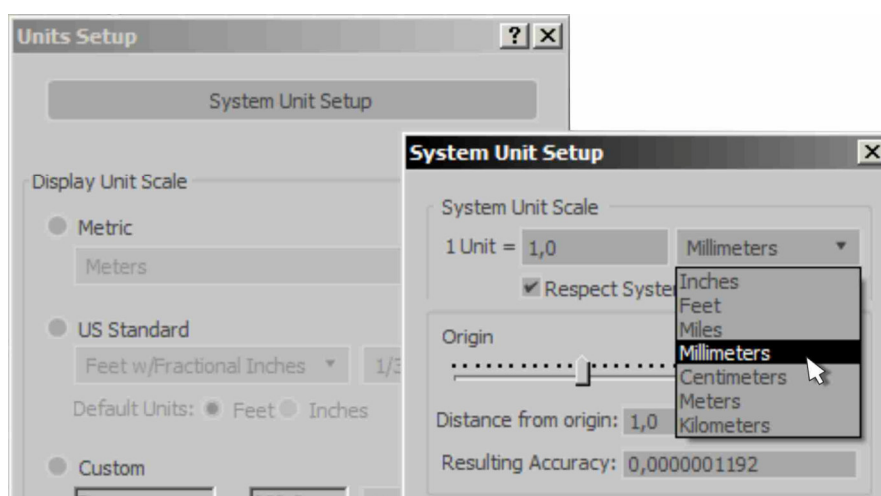 Units Setup
System Unit Setup
System Unit Setup
Display Unit Scale
Metric
Meters
US Standard
Feet w/Fractional Inches
Default Units: Feet Inches
Custom
System Unit Scale
1 Unit = 1,0 Millimeters
Respect
Inches
Feet
Miles
Millimeters
Centimeters
Meters
Kilometers
Origin
Distance from origin: 1,0
Resulting Accuracy: 0,0000001192